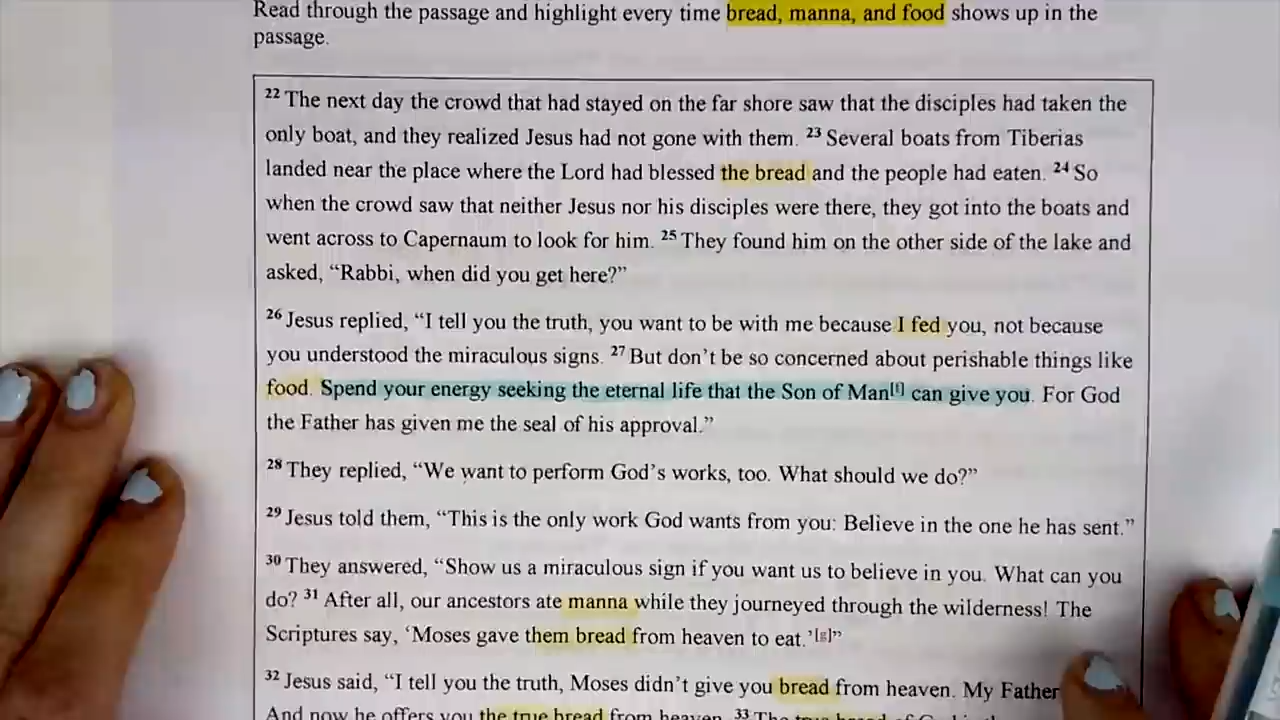 Read through the passage and highlight every time bread, manna, and food shows up in the
passage.
22 The next day the crowd that had stayed on the far shore saw that the disciples had taken the
only boat, and they realized Jesus had not gone with them. 23 Several boats from Tiberias
landed near the place where the Lord had blessed the bread and the people had eaten. 24 So
when the crowd saw that neither Jesus nor his disciples were there, they got into the boats and
went across to Capernaum to look for him. 25 They found him on the other side of the lake and
asked, “Rabbi, when did you get here?”
26 Jesus replied, “I tell you the truth, you want to be with me because I fed you, not because
you understood the miraculous signs. 27 But don’t be so concerned about perishable things like
food. Spend your energy seeking the eternal life that the Son of Man[f] can give you. For God
the Father has given me the seal of his approval.”
28 They replied, “We want to perform God’s works, too. What should we do?”
29 Jesus told them, “This is the only work God wants from you: Believe in the one he has sent.”
30 They answered, “Show us a miraculous sign if you want us to believe in you. What can you
do? 31 After all, our ancestors ate manna while they journeyed through the wilderness! The
Scriptures say, ‘Moses gave them bread from heaven to eat.’[g]”
32 Jesus said, “I tell you the truth, Moses didn’t give you bread from heaven. My Father
And now he offers you the true bread from heaven. 33 The true bread of God is the